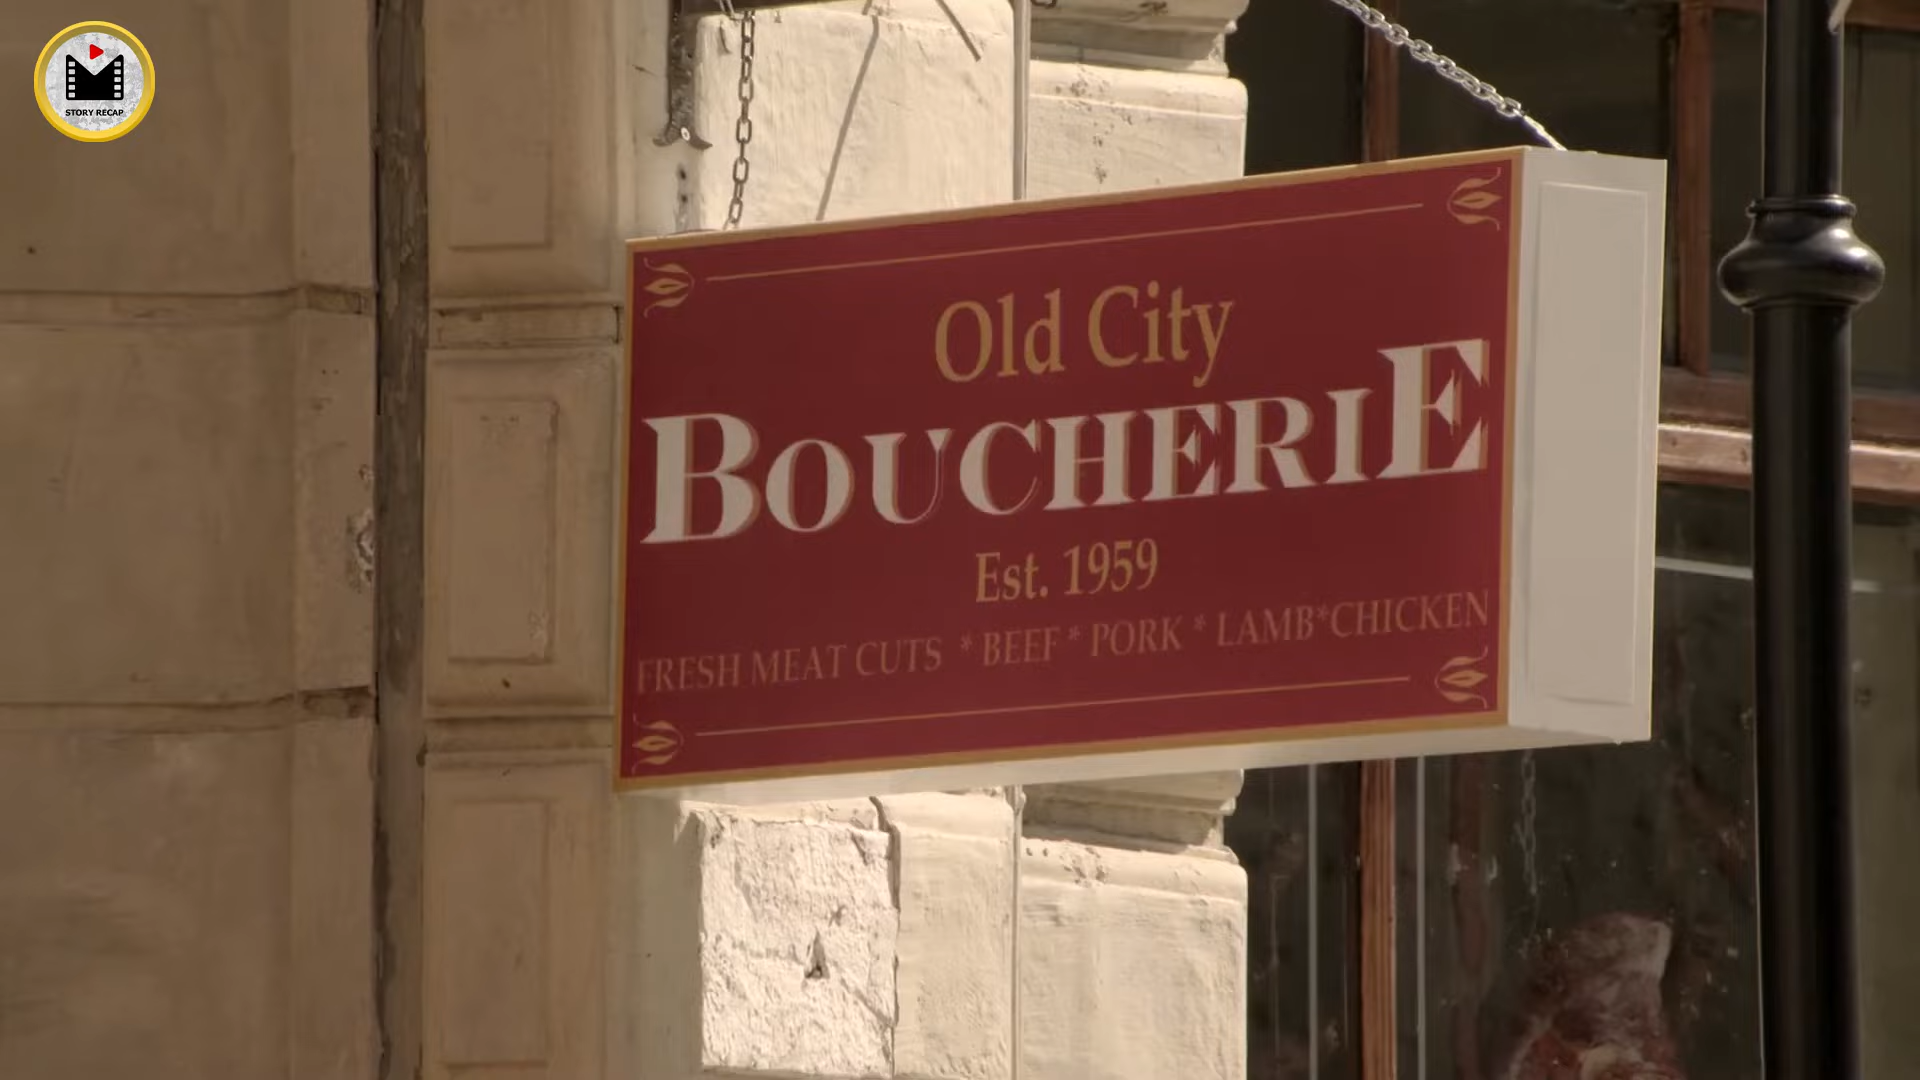 STORY RECAP
Old City
BOUCHERIE
Est. 1959
FRESH MEAT CUTS * BEEF * PORK * LAMB*CHICKEN